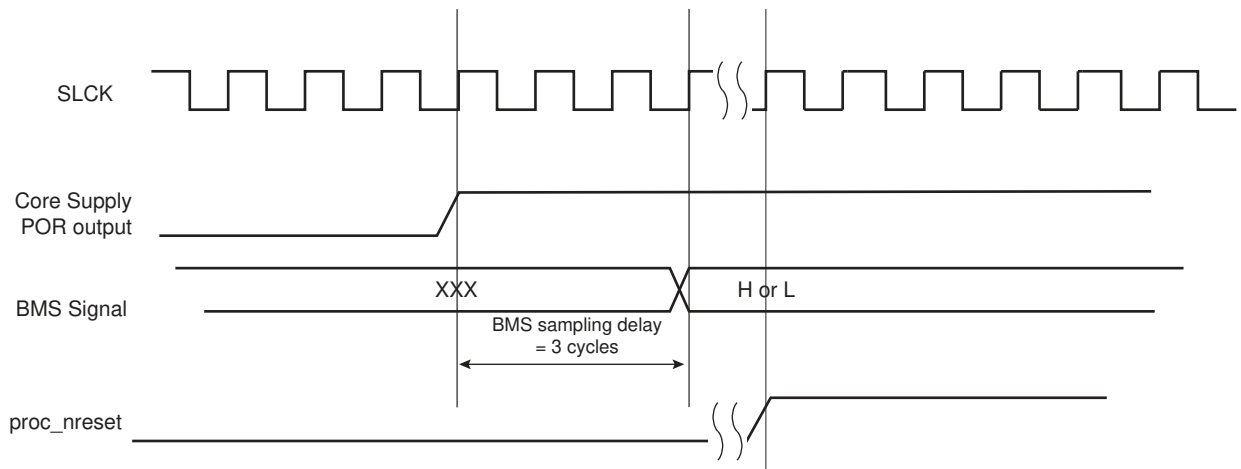 SLCK
Core Supply
POR output
BMS Signal
XXX
H or L
BMS sampling delay
= 3 cycles
proc_nreset